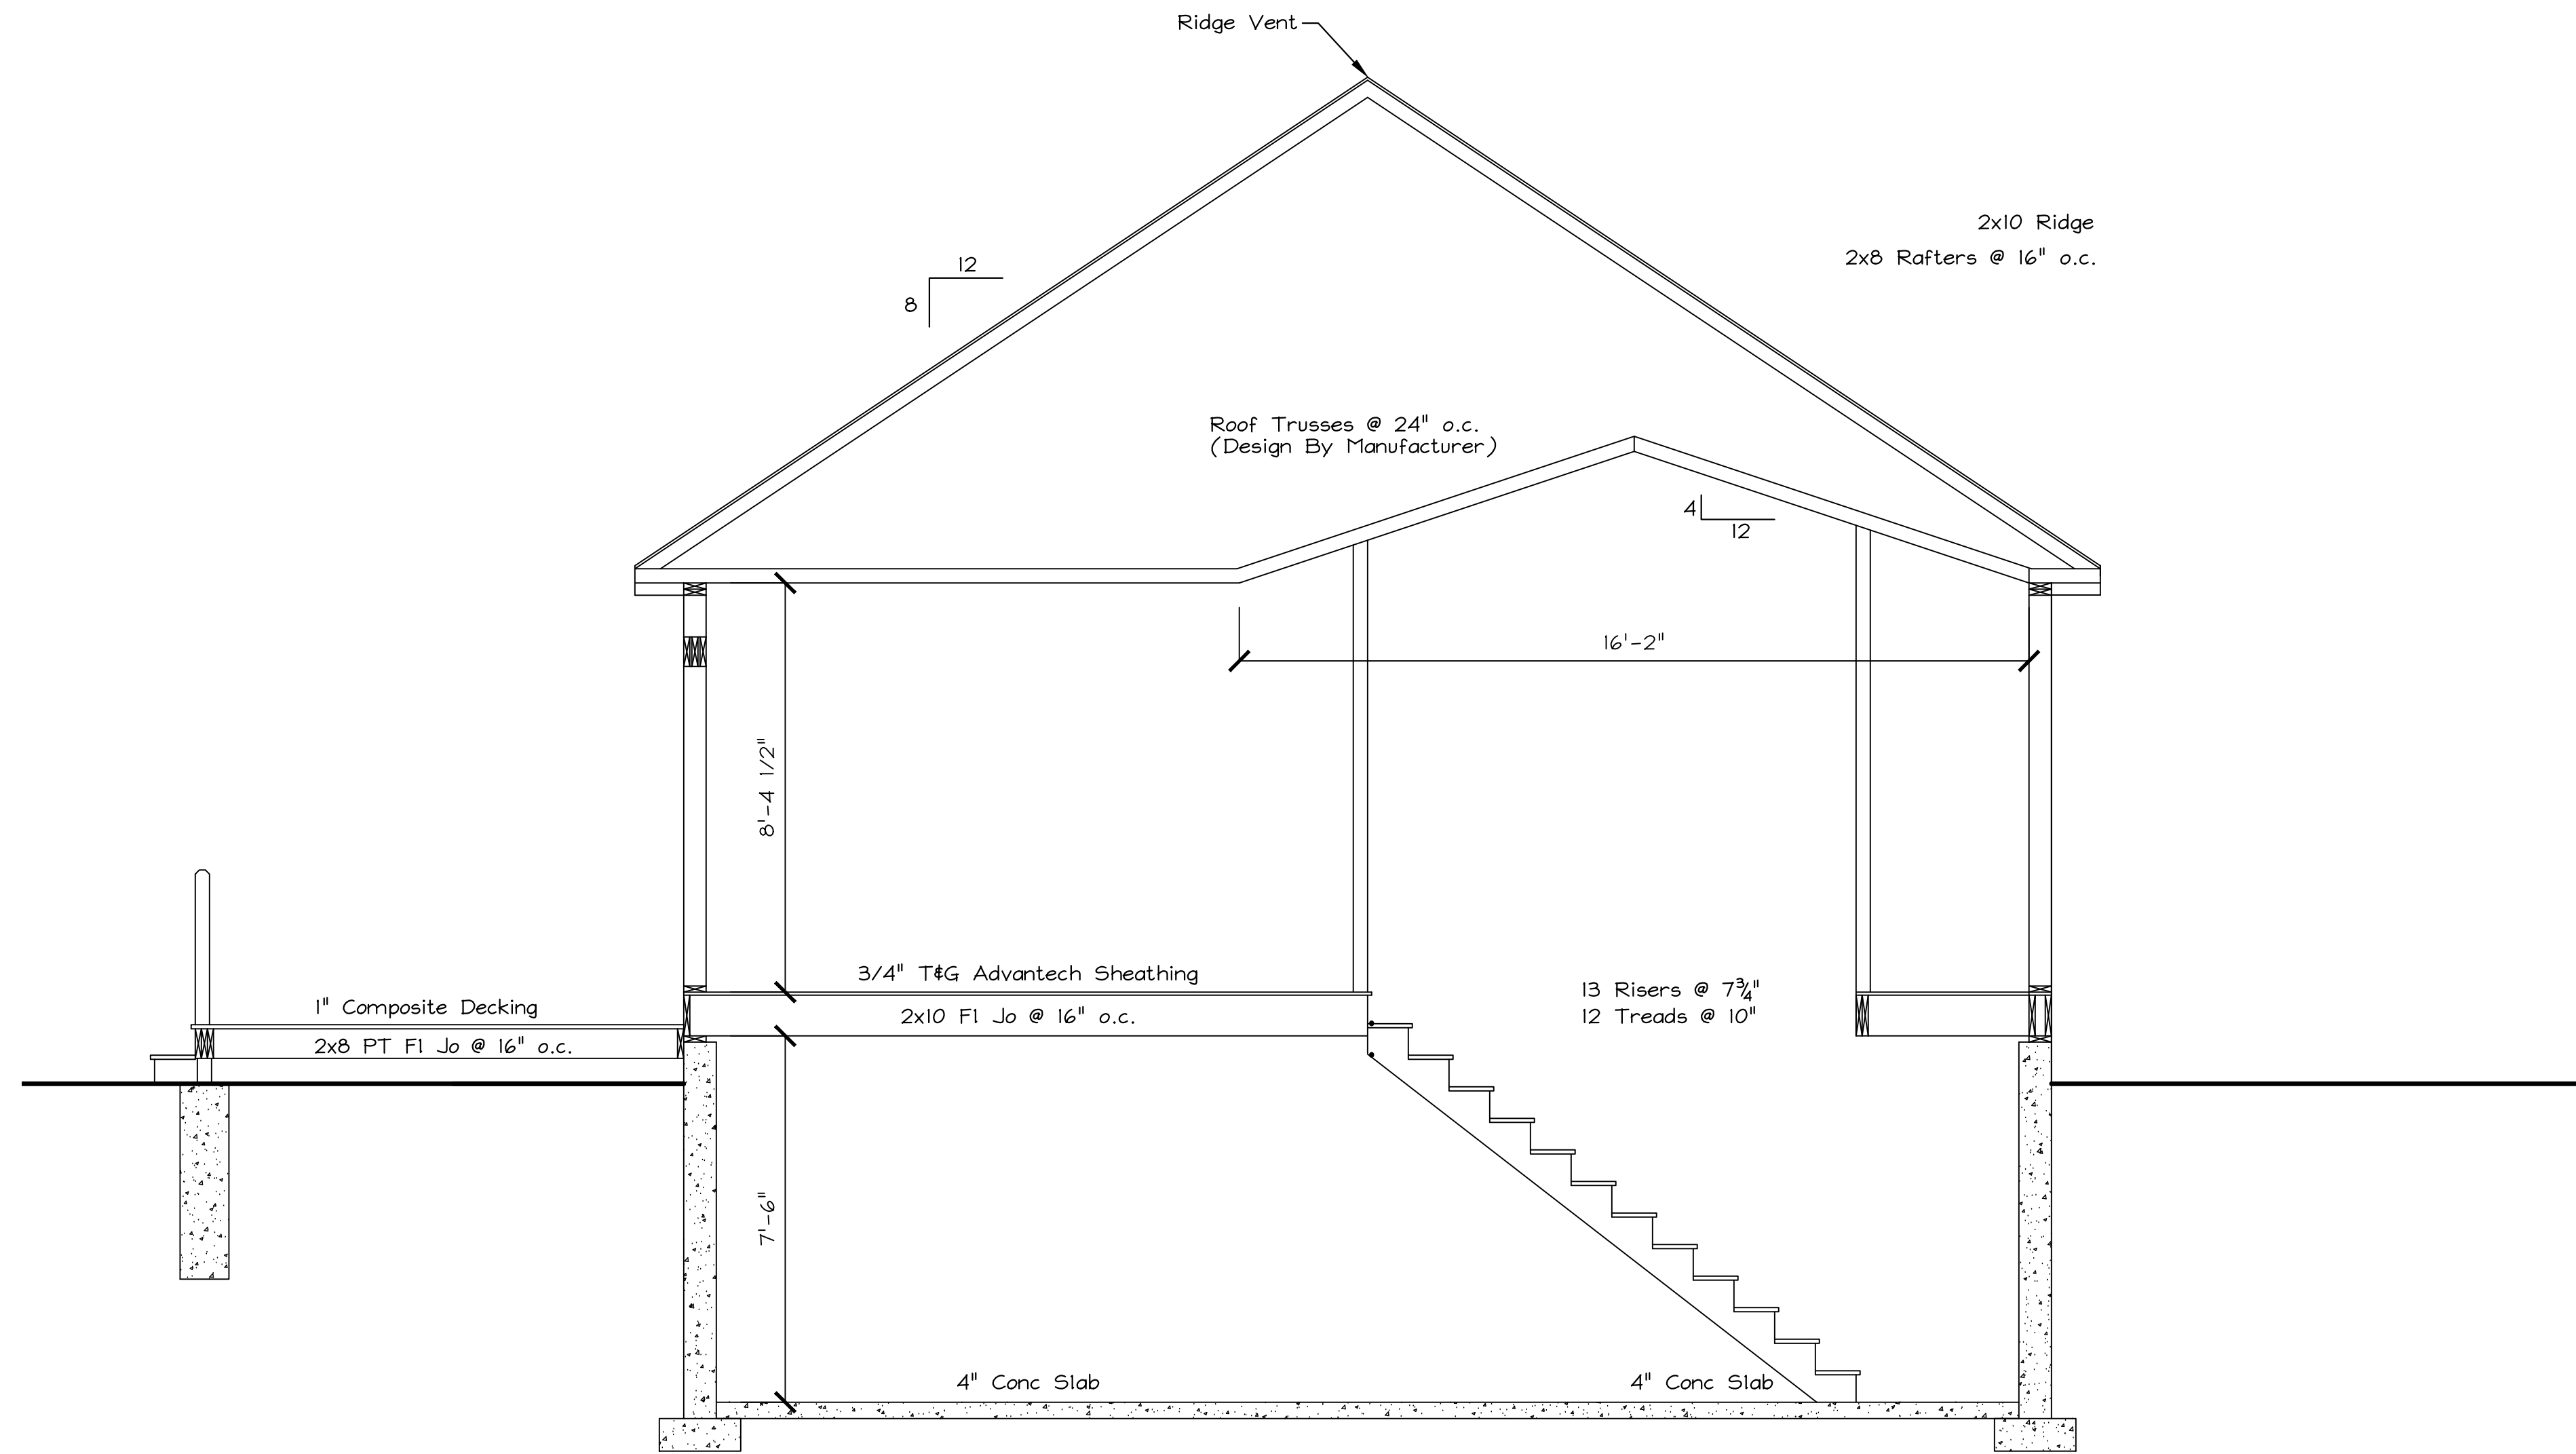 Ridge Vent
2x10 Ridge
2x8 Rafters @ 16" o.c.
12
8
Roof Trusses @ 24" o.c.
(Design By Manufacturer)
4
12
16'-2"
8'-4 1/2"
3/4" T&G Advantech Sheathing
2x10 Fl Jo @ 16" o.c.
13 Risers @ 7¾"
12 Treads @ 10"
1" Composite Decking
2x8 PT Fl Jo @ 16" o.c.
7'-6"
4" Conc Slab
4" Conc Slab